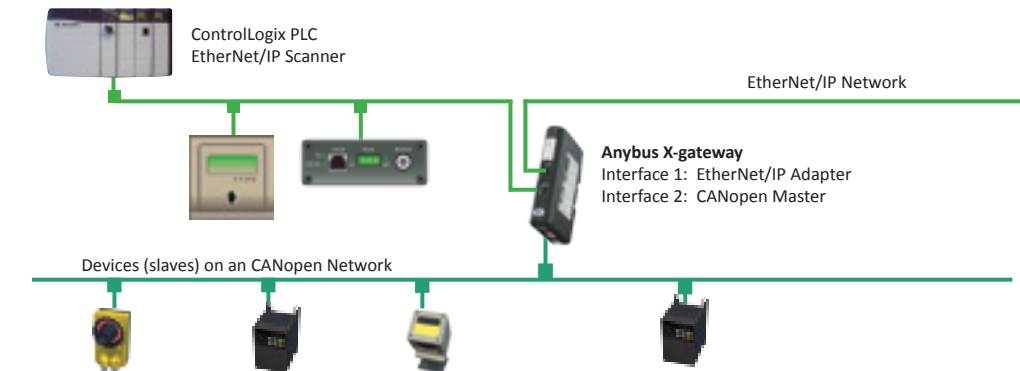 ControlLogix PLC
EtherNet/IP Scanner
EtherNet/IP Network
Anybus X-gateway
Interface 1: EtherNet/IP Adapter
Interface 2: CANopen Master
Devices (slaves) on an CANopen Network